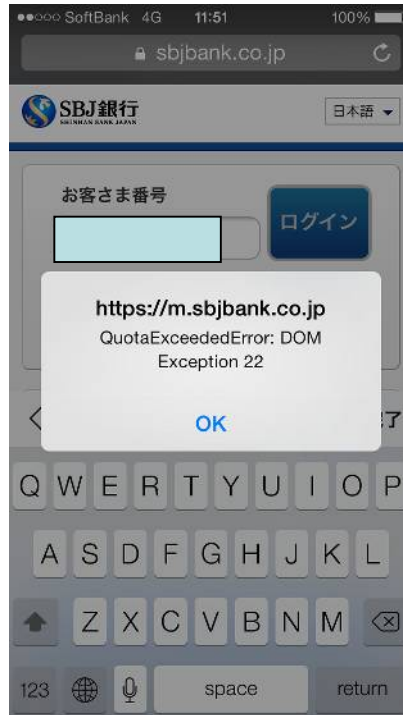 SoftBank 4G 11:51 100%
sbjbank.co.jp
SBJ銀行 日本語
SHINHAN BANK JAPAN
お客さま番号
ログイン
https://m.sbjbank.co.jp
QuotaExceededError: DOM
Exception 22
OK
了
Q W E R T Y U I O P
A S D F G H J K L
Z X C V B N M
123 space return